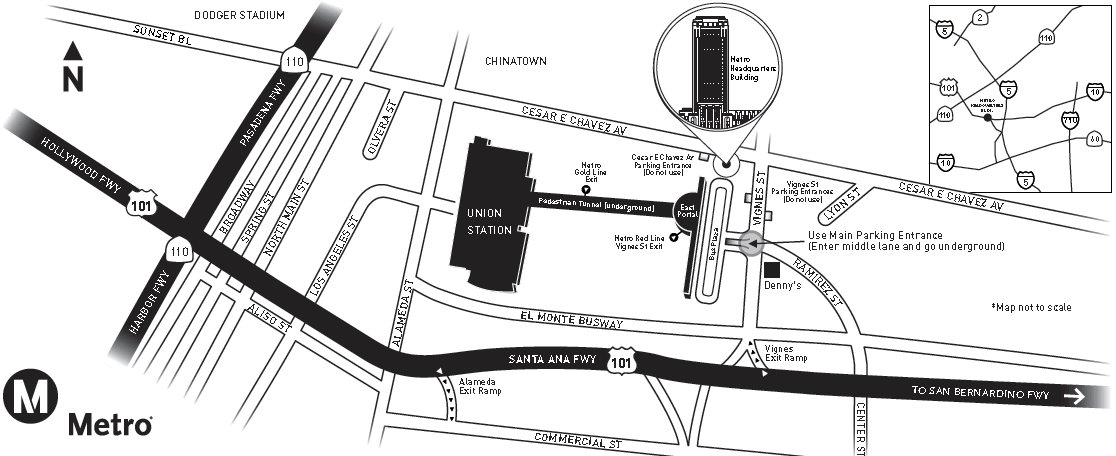 DODGER STADIUM
SUNSET BL
N
110
PASADENA FWY
CHINATOWN
OLVERA ST
CESAR E CHAVEZ AV
Metro
Headquarters
Building
5
2
110
101
5
10
METRO
HEADQUARTERS
BLDG.
110
710
60
10
5
HOLLYWOOD FWY
101
BROADWAY
SPRING ST
NORTH MAIN ST
LOS ANGELES ST
110
HARBOR FWY
ALISO ST
ALAMEDA ST
UNION
STATION
Metro
Gold Line
Exit
Pedestrian Tunnel (underground)
Cesar E Chavez Av
Parking Entrance
(Do not use)
East
Portal
Metro Red Line
Vignes St Exit
Bus Plaza
VIGNES ST
Vignes St
Parking Entrances
(Do not use)
LYON ST
CESAR E CHAVEZ AV
Use Main Parking Entrance
(Enter middle lane and go underground)
RAMIREZ ST
Denny's
*Map not to scale
EL MONTE BUSWAY
SANTA ANA FWY
101
Vignes
Exit Ramp
TO SAN BERNARDINO FWY
Alameda
Exit Ramp
CENTER ST
COMMERCIAL ST
M
Metro